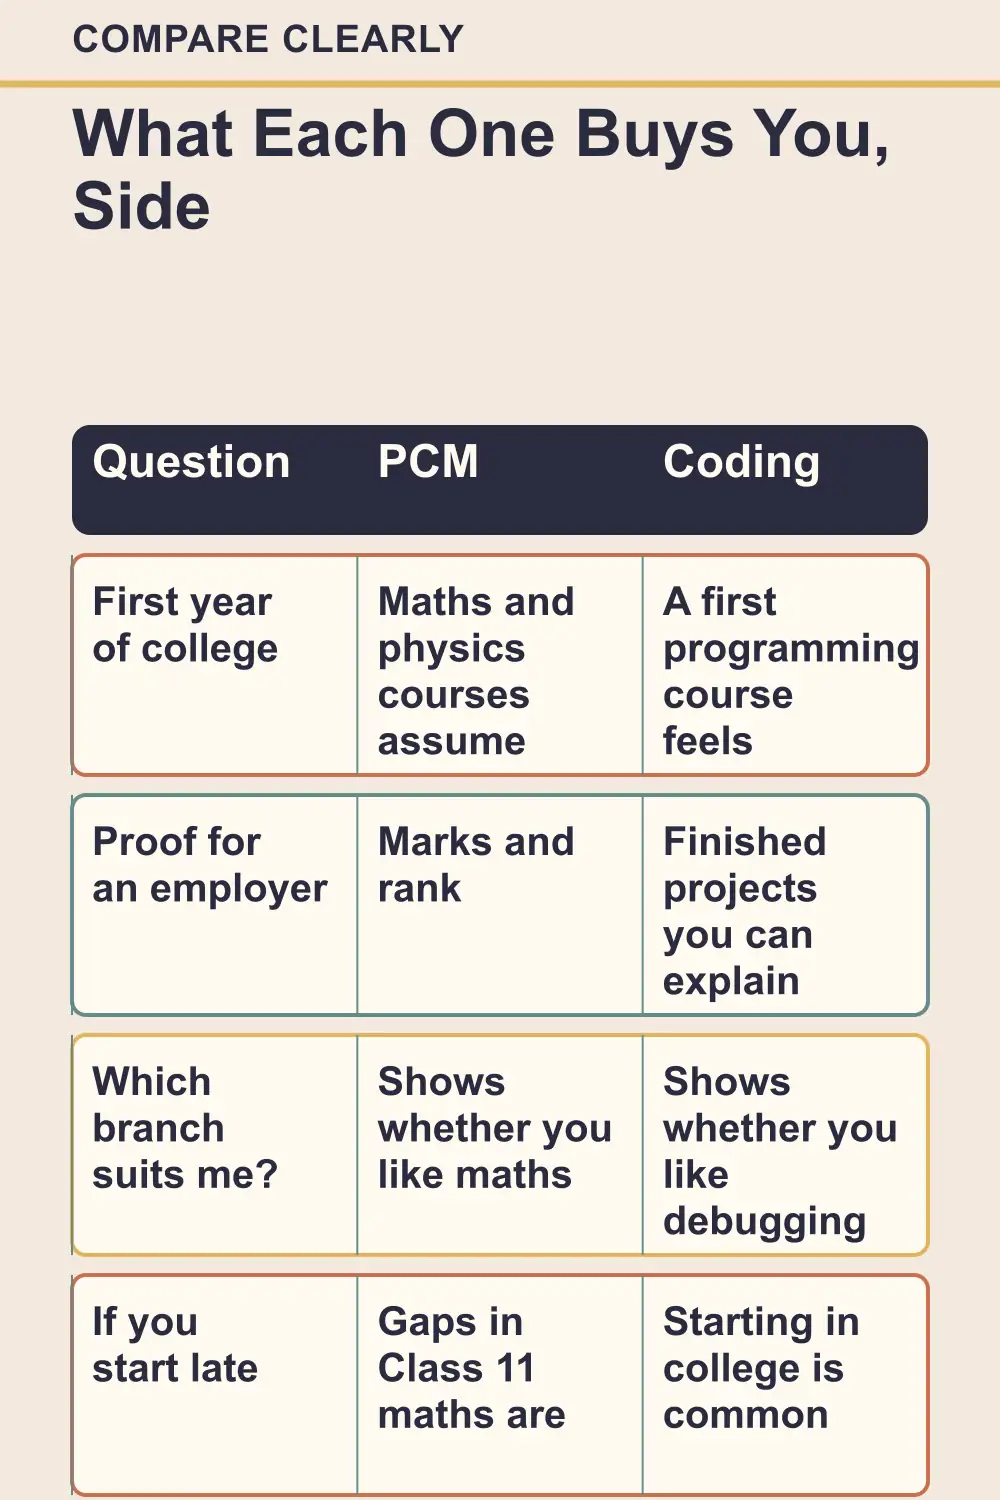 COMPARE CLEARLY
What Each One Buys You,
Side
Question
PCM
Coding
First year
of college
Maths and
physics
courses
assume
A first
programming
course
feels
Proof for
an employer
Marks and
rank
Finished
projects
you can
explain
Which
branch
suits me?
Shows
whether you
like maths
Shows
whether you
like
debugging
If you
start late
Gaps in
Class 11
maths are
Starting in
college is
common